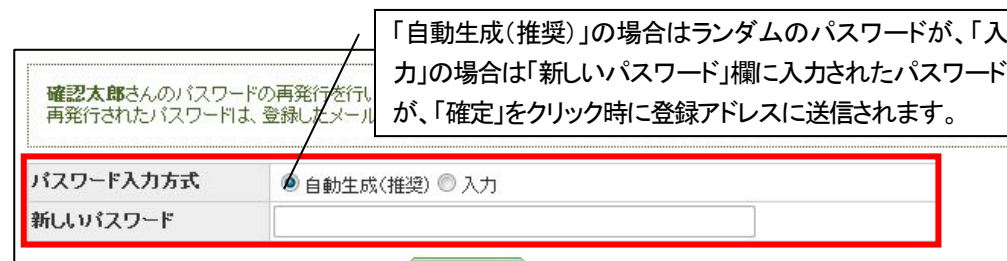 「自動生成(推奨)」の場合はランダムのパスワードが、「入
力」の場合は「新しいパスワード」欄に入力されたパスワード
が、「確定」をクリック時に登録アドレスに送信されます。
確認太郎さんのパスワードの再発行を行い
再発行されたパスワードは、登録したメール
パスワード入力方式 自動生成(推奨) 入力
新しいパスワード